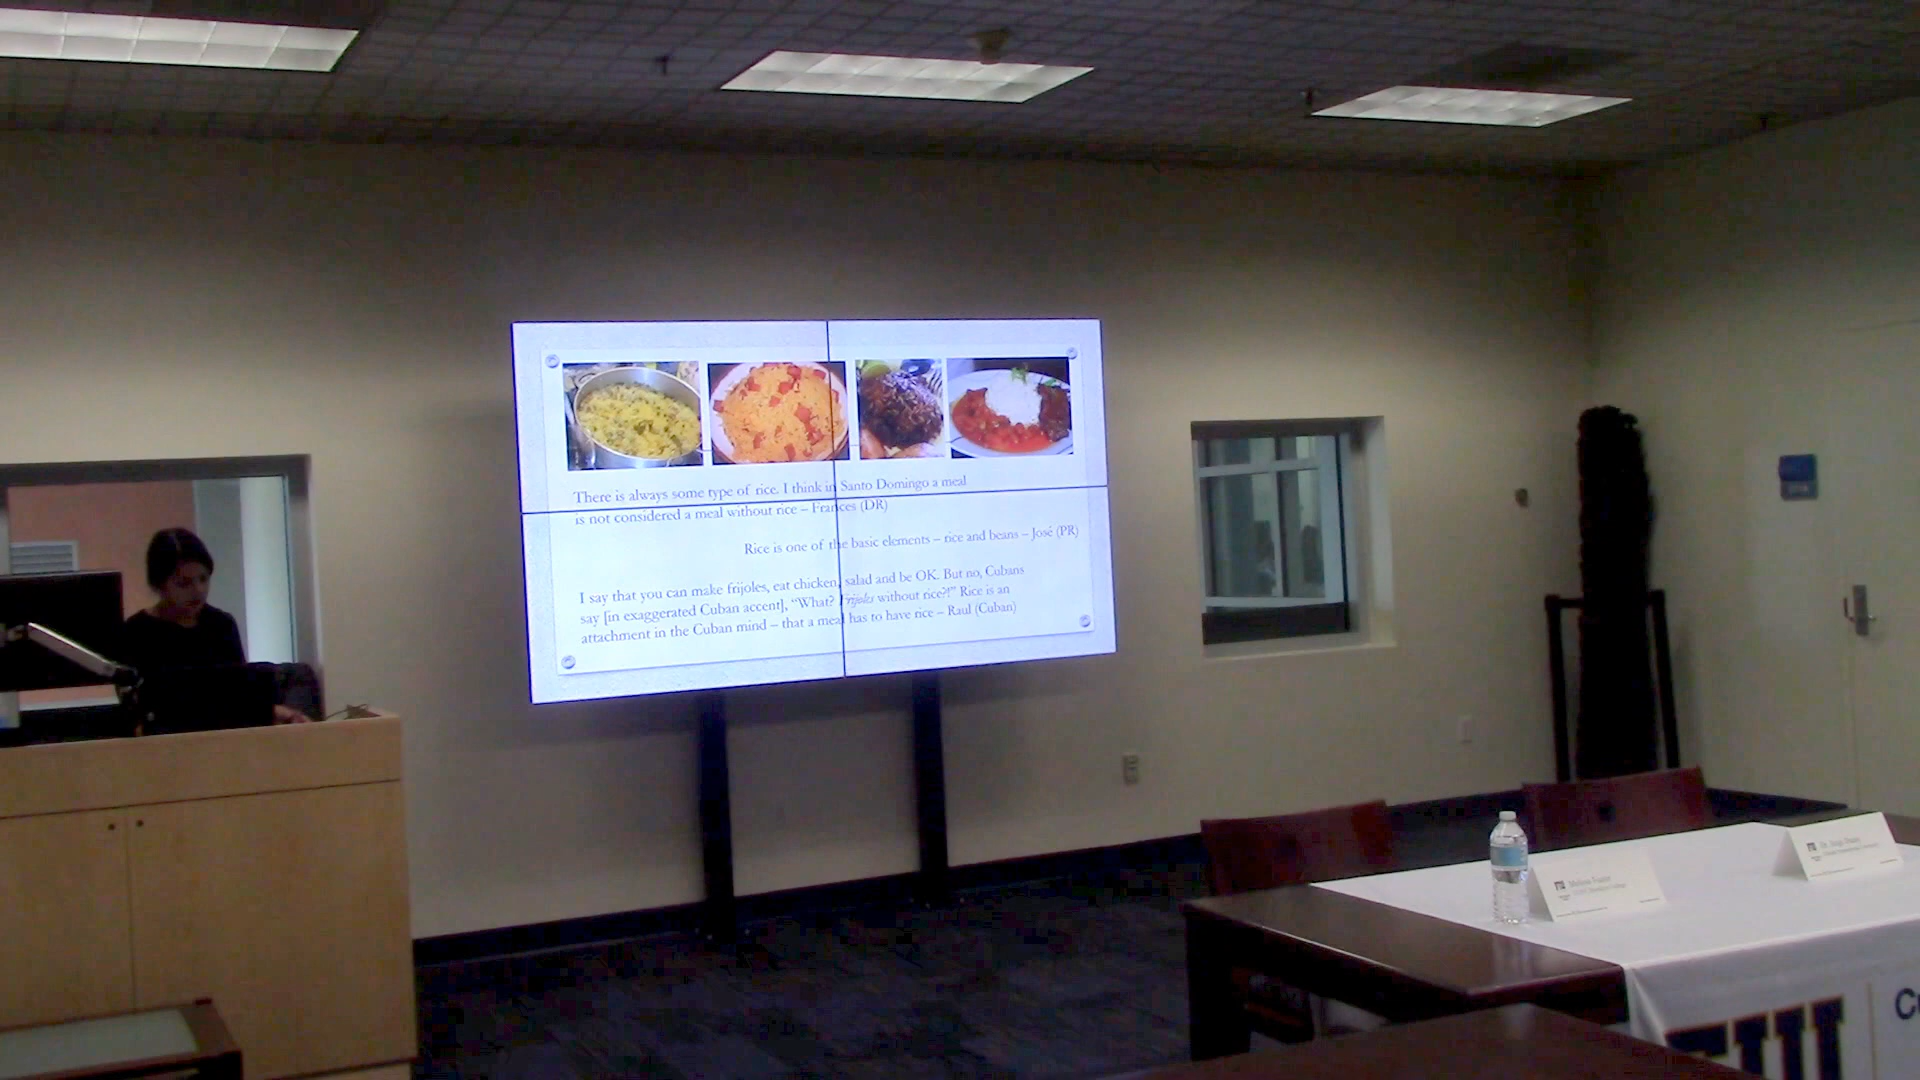 There is always some type of rice. I think in Santo Domingo a meal
is not considered a meal without rice – Frances (DR)
Rice is one of the basic elements – rice and beans – José (PR)
I say that you can make frijoles, eat chicken, salad and be OK. But no, Cubans
say [in exaggerated Cuban accent], “What? Frijoles without rice?!” Rice is an
attachment in the Cuban mind – that a meal has to have rice – Raul (Cuban)
FIU